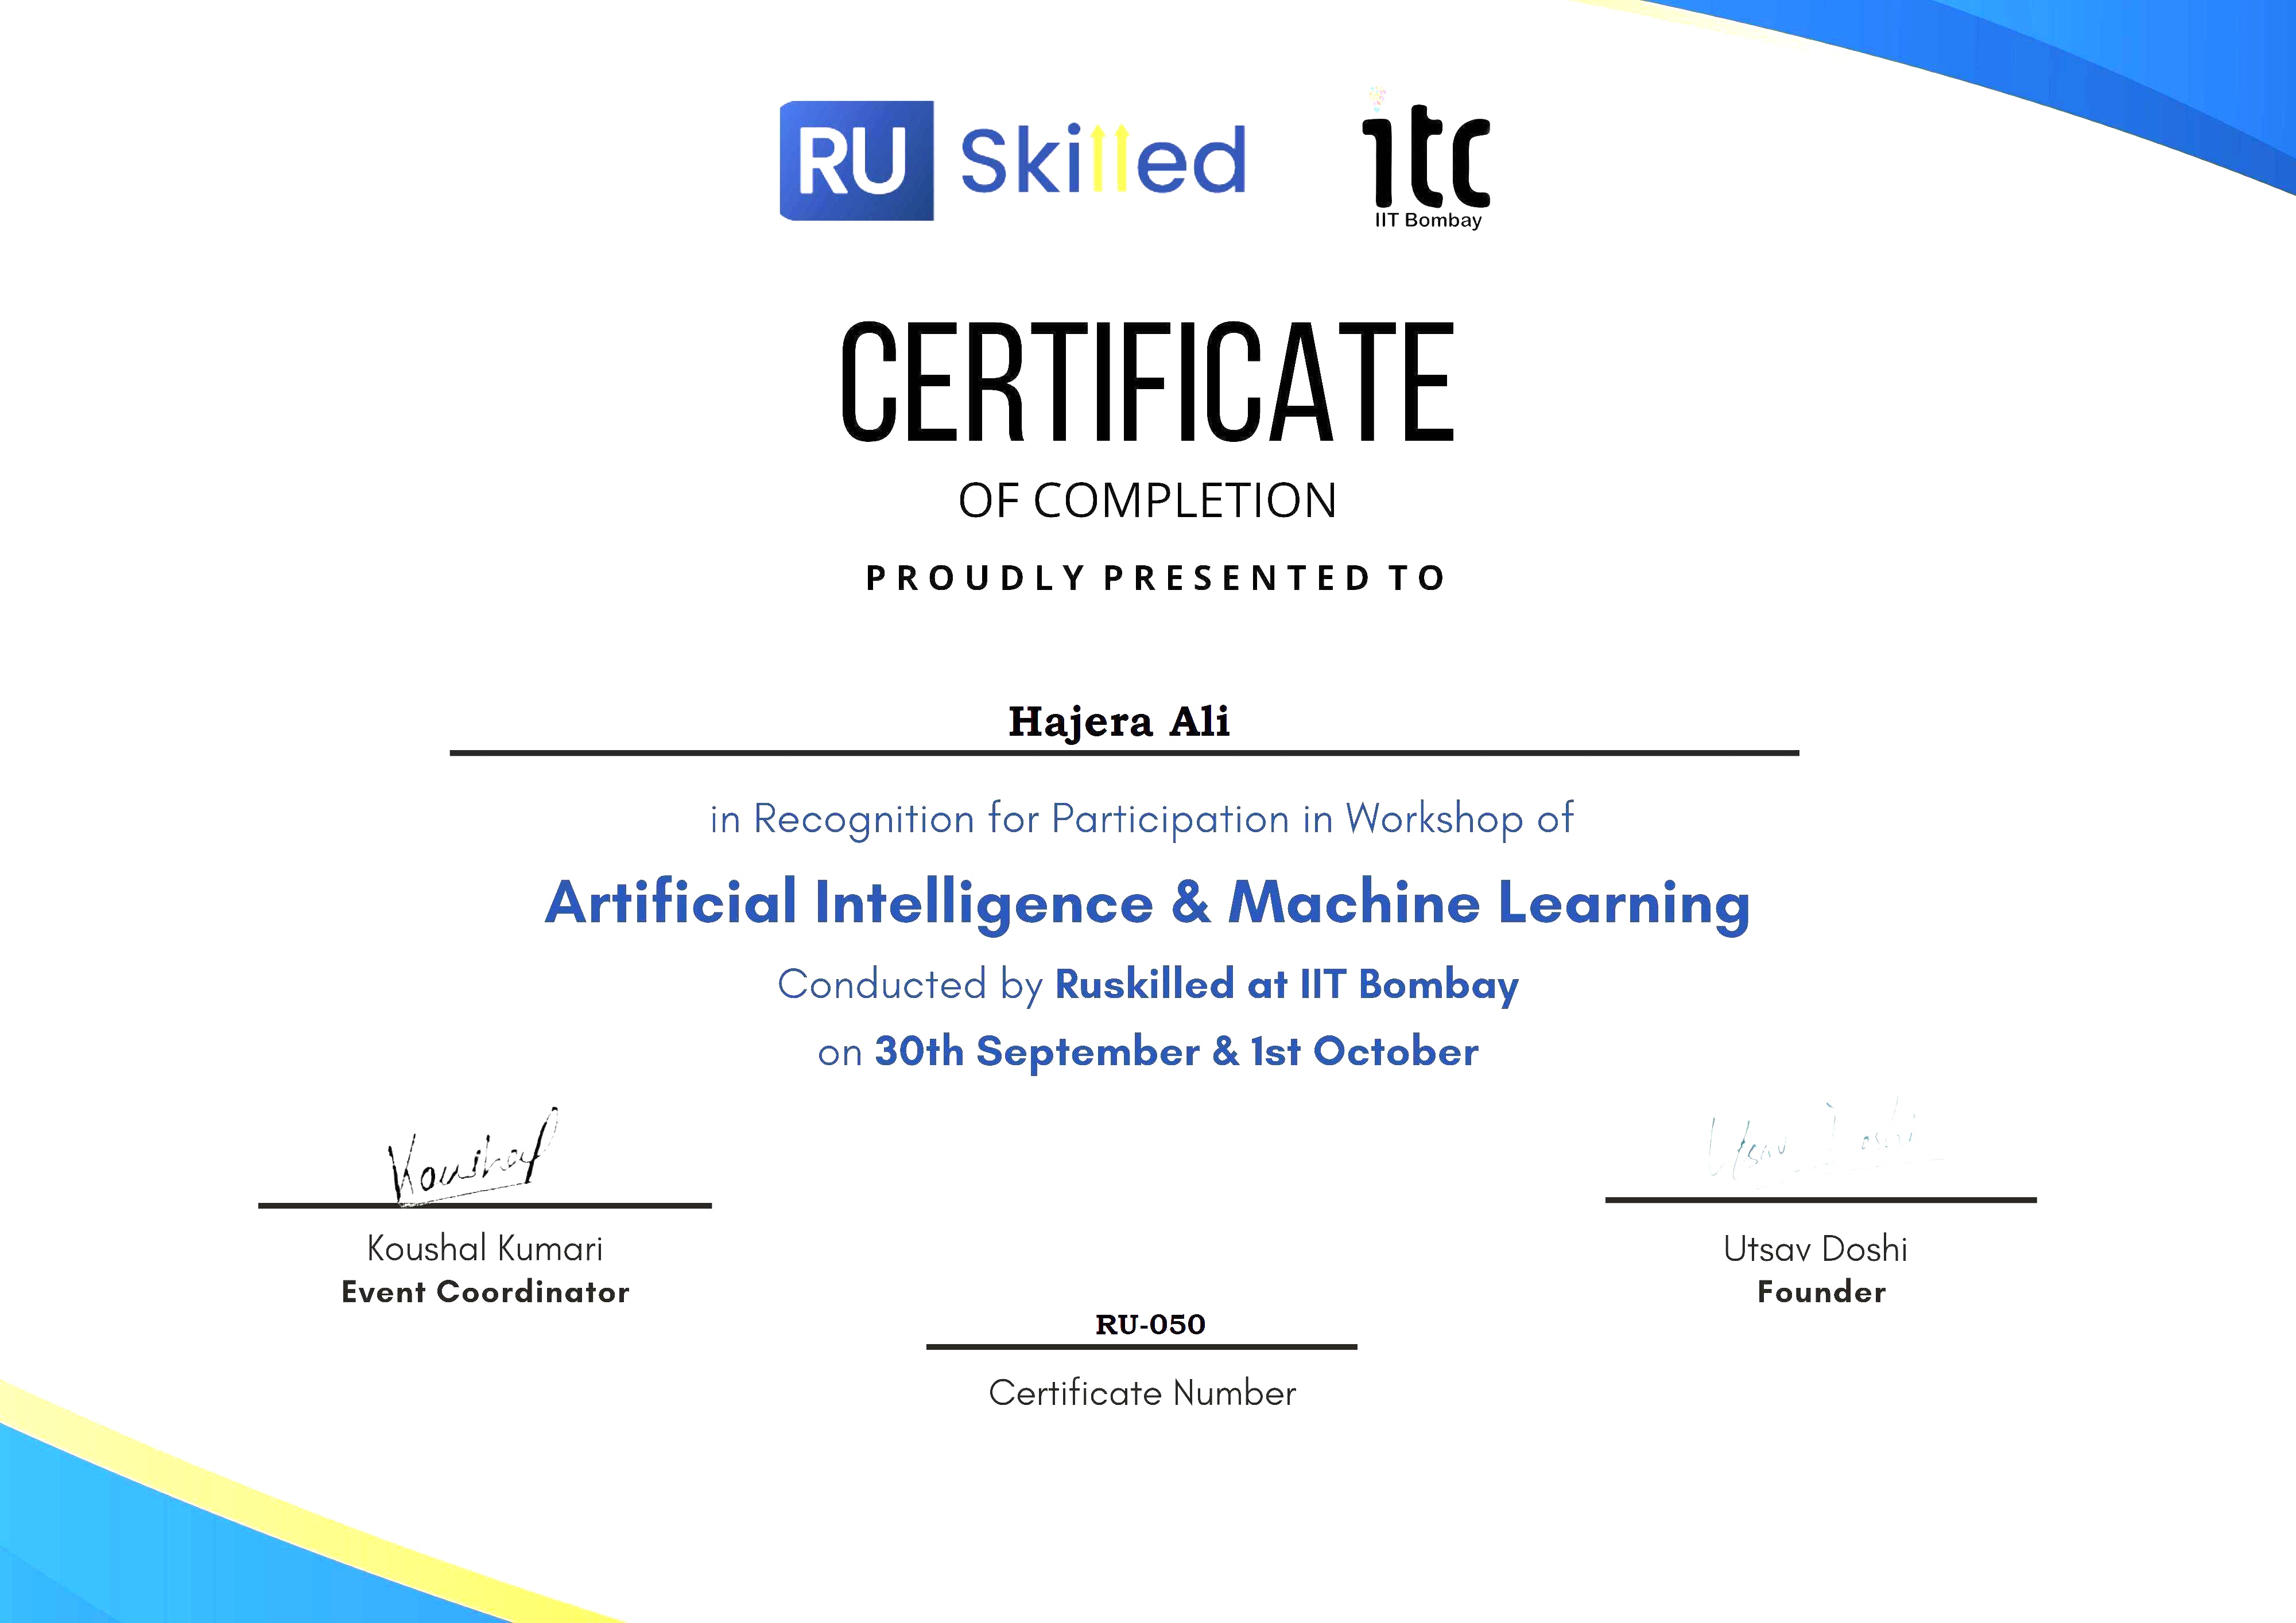 RU Skilled
itc
IIT Bombay
CERTIFICATE
OF COMPLETION
PROUDLY PRESENTED TO
Hajera Ali
in Recognition for Participation in Workshop of
Artificial Intelligence & Machine Learning
Conducted by Ruskilled at IIT Bombay
on 30th September & 1st October
Koushal
Utsav Doshi
Koushal Kumari
Event Coordinator
Utsav Doshi
Founder
RU-050
Certificate Number